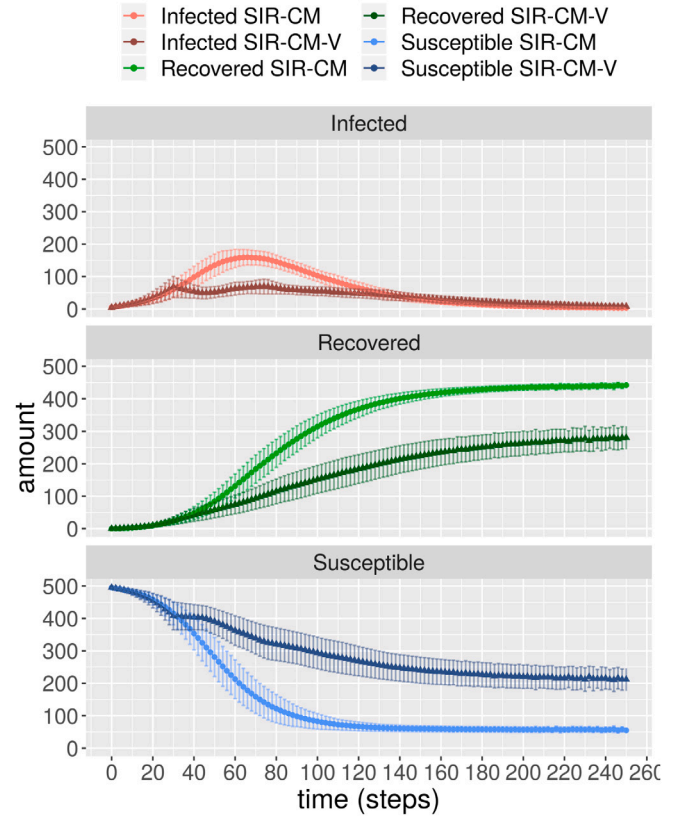 Infected SIR-CM
Recovered SIR-CM-V
Infected SIR-CM-V
Susceptible SIR-CM
Recovered SIR-CM
Susceptible SIR-CM-V
Infected
500
400
300
200
100
0
Recovered
500
400
300
200
100
0
amount
Susceptible
500
400
300
200
100
0
0 20 40 60 80 100 120 140 160 180 200 220 240 260
time (steps)